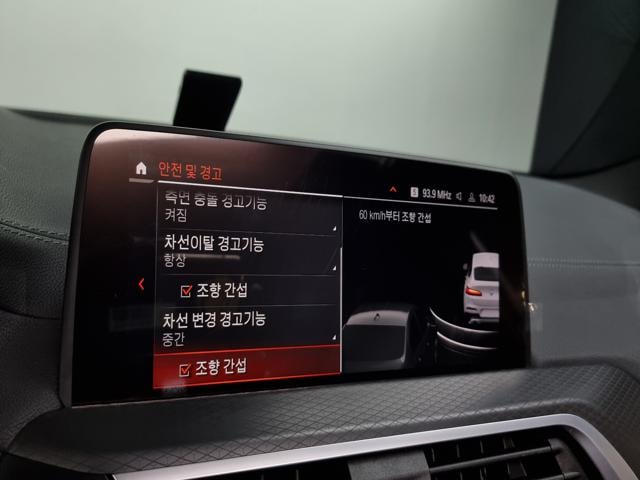 안전 및 경고
93.9 MHz 10:42
측면 충돌 경고기능
켜짐
차선이탈 경고기능
항상
조향 간섭
차선 변경 경고기능
중간
조향 간섭
60 km/h부터 조향 간섭